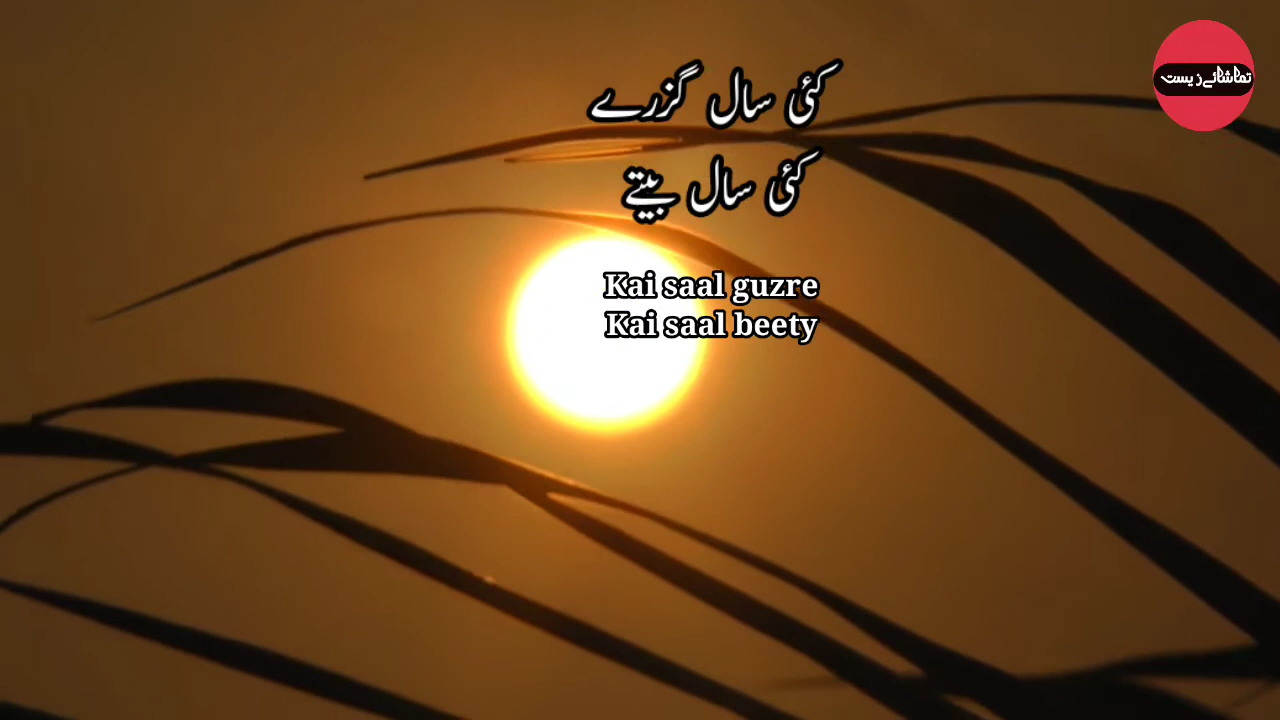 کئی سال گزرے
کئی سال بیتے
Kai saal guzre
Kai saal beety
تماشائے زیست